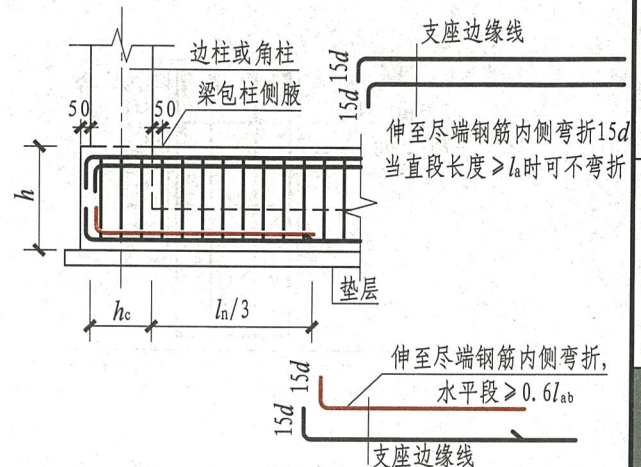 支座边缘线
边柱或角柱
15d
15d
梁包柱侧腋
50
50
伸至尽端钢筋内侧弯折15d
当直段长度≥la时可不弯折
h
垫层
hc
ln/3
伸至尽端钢筋内侧弯折,
15d
水平段≥0.6lab
15d
支座边缘线